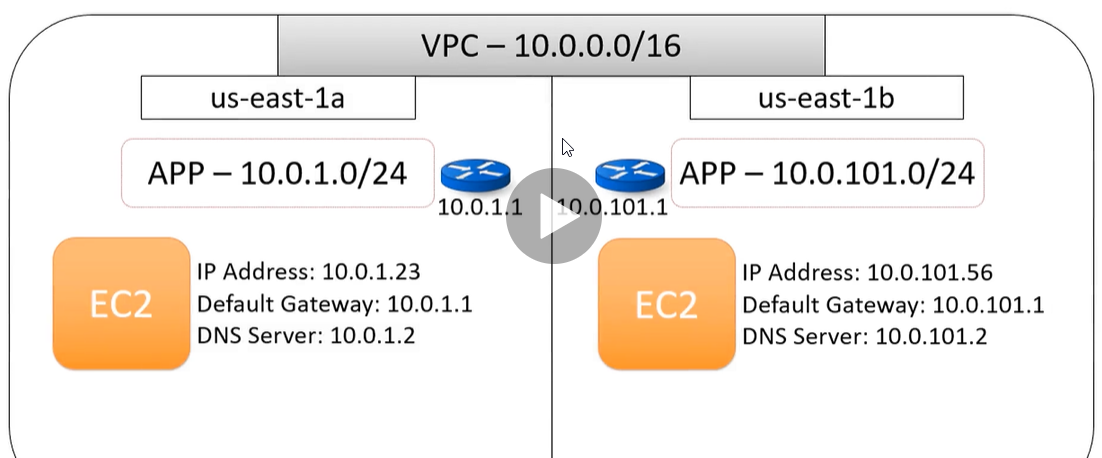 VPC – 10.0.0.0/16
us-east-1a
us-east-1b
APP – 10.0.1.0/24
10.0.1.1
10.0.101.1
APP – 10.0.101.0/24
EC2
IP Address: 10.0.1.23
Default Gateway: 10.0.1.1
DNS Server: 10.0.1.2
EC2
IP Address: 10.0.101.56
Default Gateway: 10.0.101.1
DNS Server: 10.0.101.2